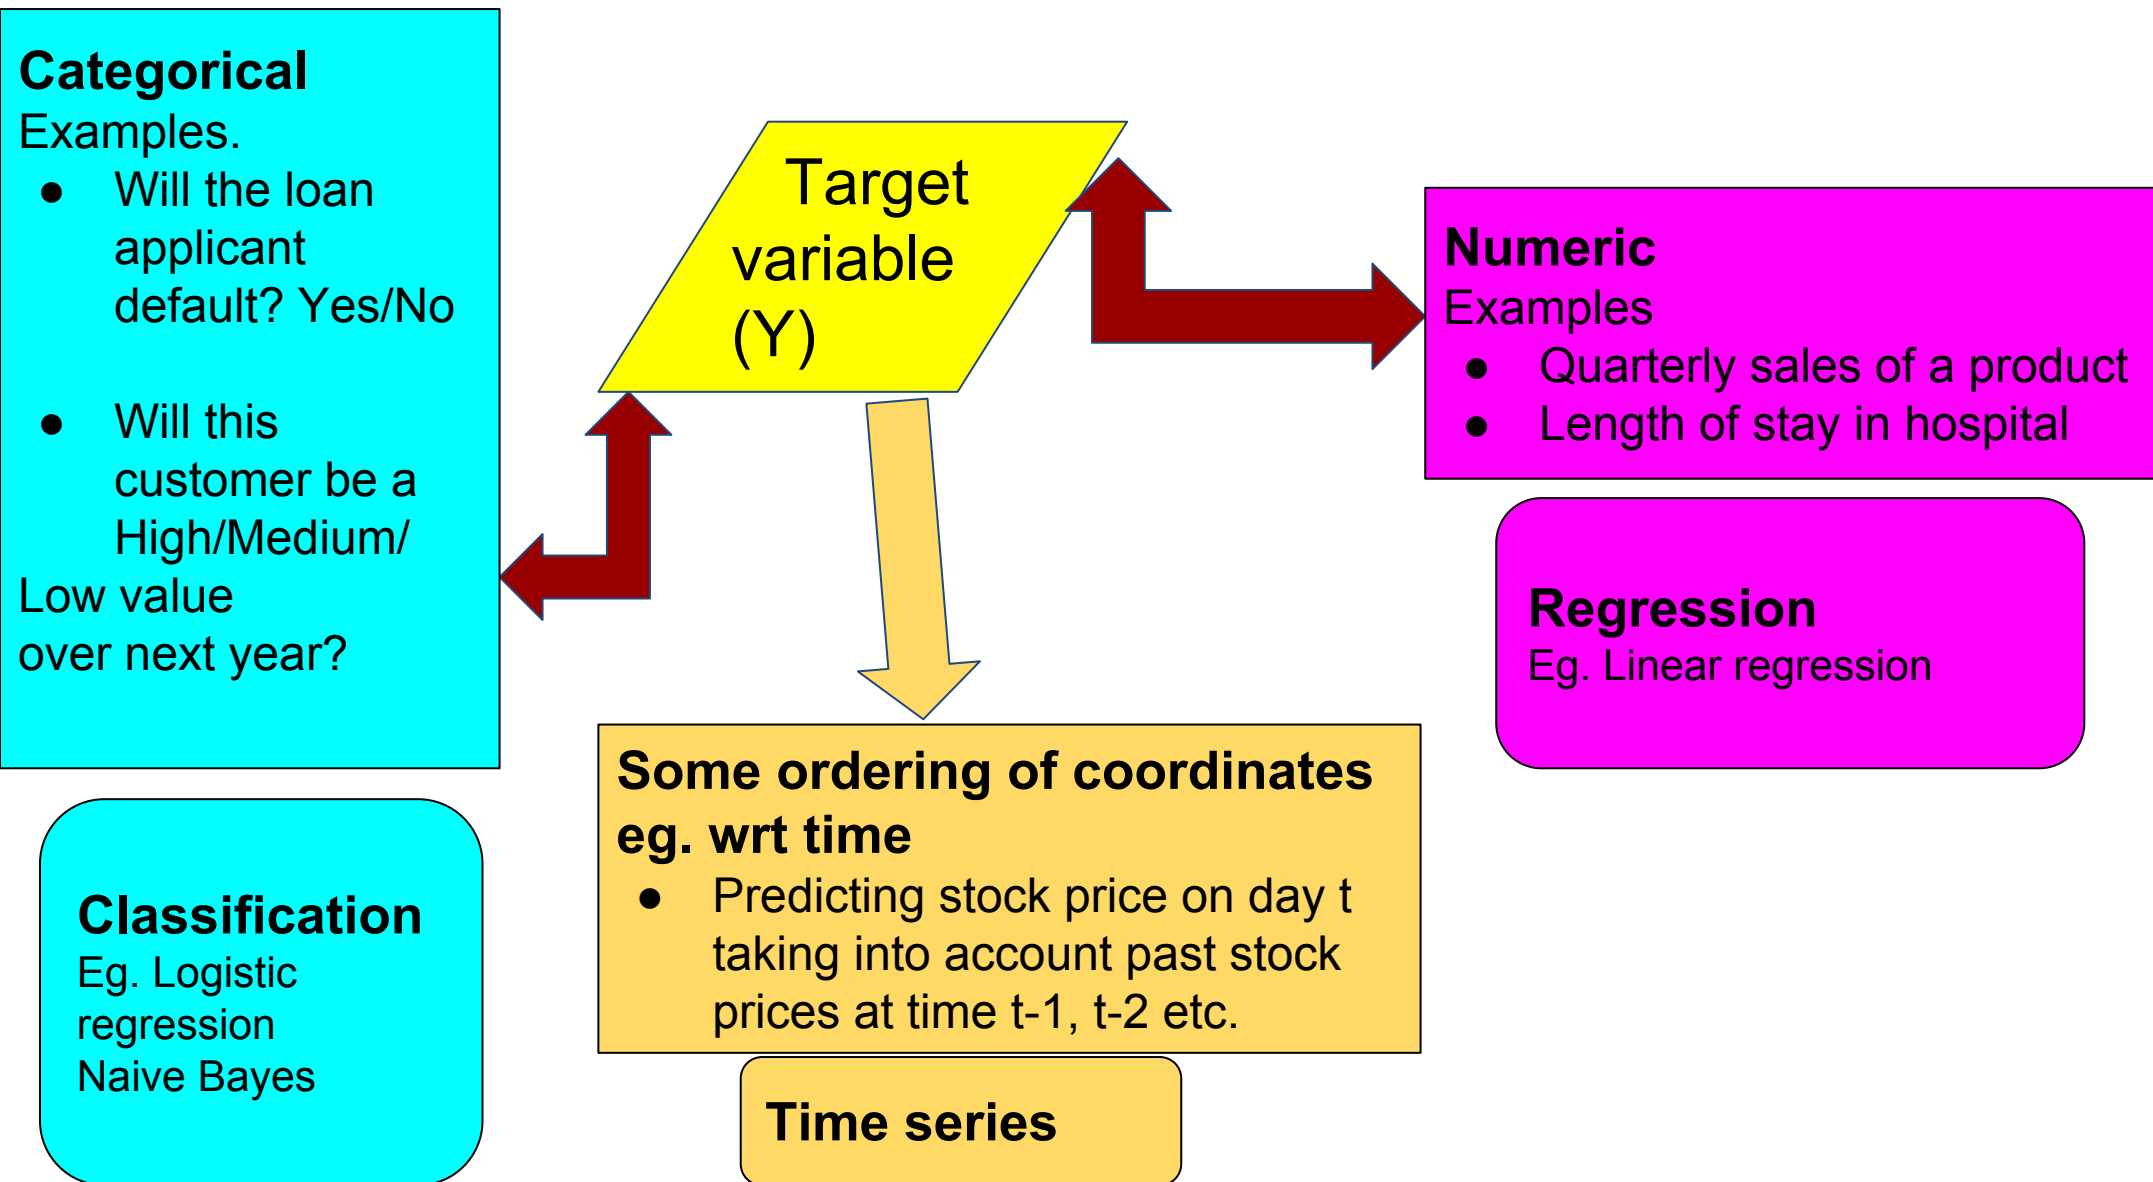 Categorical
Examples.
● Will the loan
applicant
default? Yes/No
● Will this
customer be a
High/Medium/
Low value
over next year?
Classification
Eg. Logistic
regression
Naive Bayes
Target
variable
(Y)
Some ordering of coordinates
eg. wrt time
● Predicting stock price on day t
taking into account past stock
prices at time t-1, t-2 etc.
Time series
Numeric
Examples
● Quarterly sales of a product
● Length of stay in hospital
Regression
Eg. Linear regression